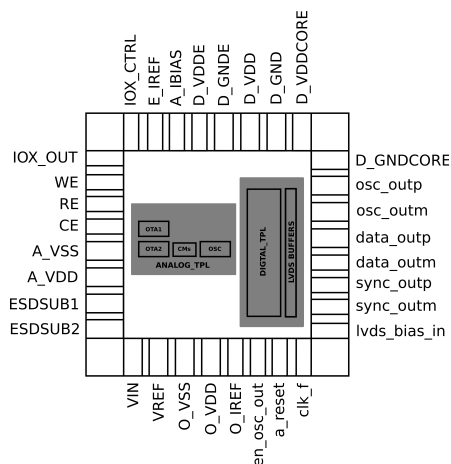 IOX_CTRL
E_IREF
A_IBIAS
D_VDDE
D_GNDE
D_VDD
D_GND
D_VDDCORE
IOX_OUT
WE
RE
CE
A_VSS
A_VDD
ESDSUB1
ESDSUB2
OTA1
OTA2
CMs
OSC
ANALOG_TPL
DIGITAL_TPL
LVDS BUFFERS
D_GNDCORE
osc_outp
osc_outm
data_outp
data_outm
sync_outp
sync_outm
lvds_bias_in
VIN
VREF
O_VSS
O_VDD
O_IREF
en_osc_out
a_reset
clk_f